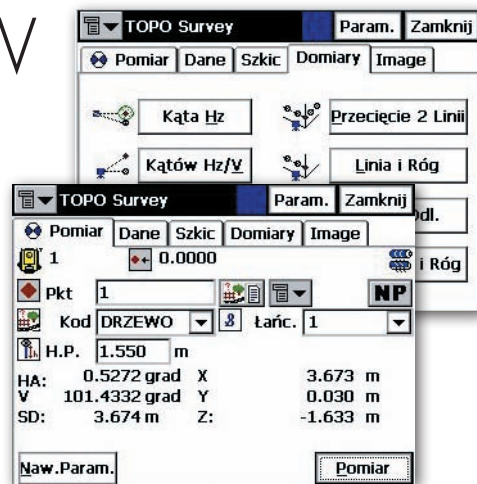 V
TOPO Survey Param. Zamknij
Pomiar Dane Szkic Domiary Image
Kąta Hz Przecięcie 2 Linii
Kątów Hz/V Linia i Róg
dl.
i Róg
TOPO Survey Param. Zamknij
Pomiar Dane Szkic Domiary Image
1 0.0000
Pkt 1 NP
Kod DRZEWO Łańc. 1
H.P. 1.550 m
HA: 0.5272 grad X 3.673 m
V 101.4332 grad Y 0.030 m
SD: 3.674 m Z: -1.633 m
Naw.Param. Pomiar